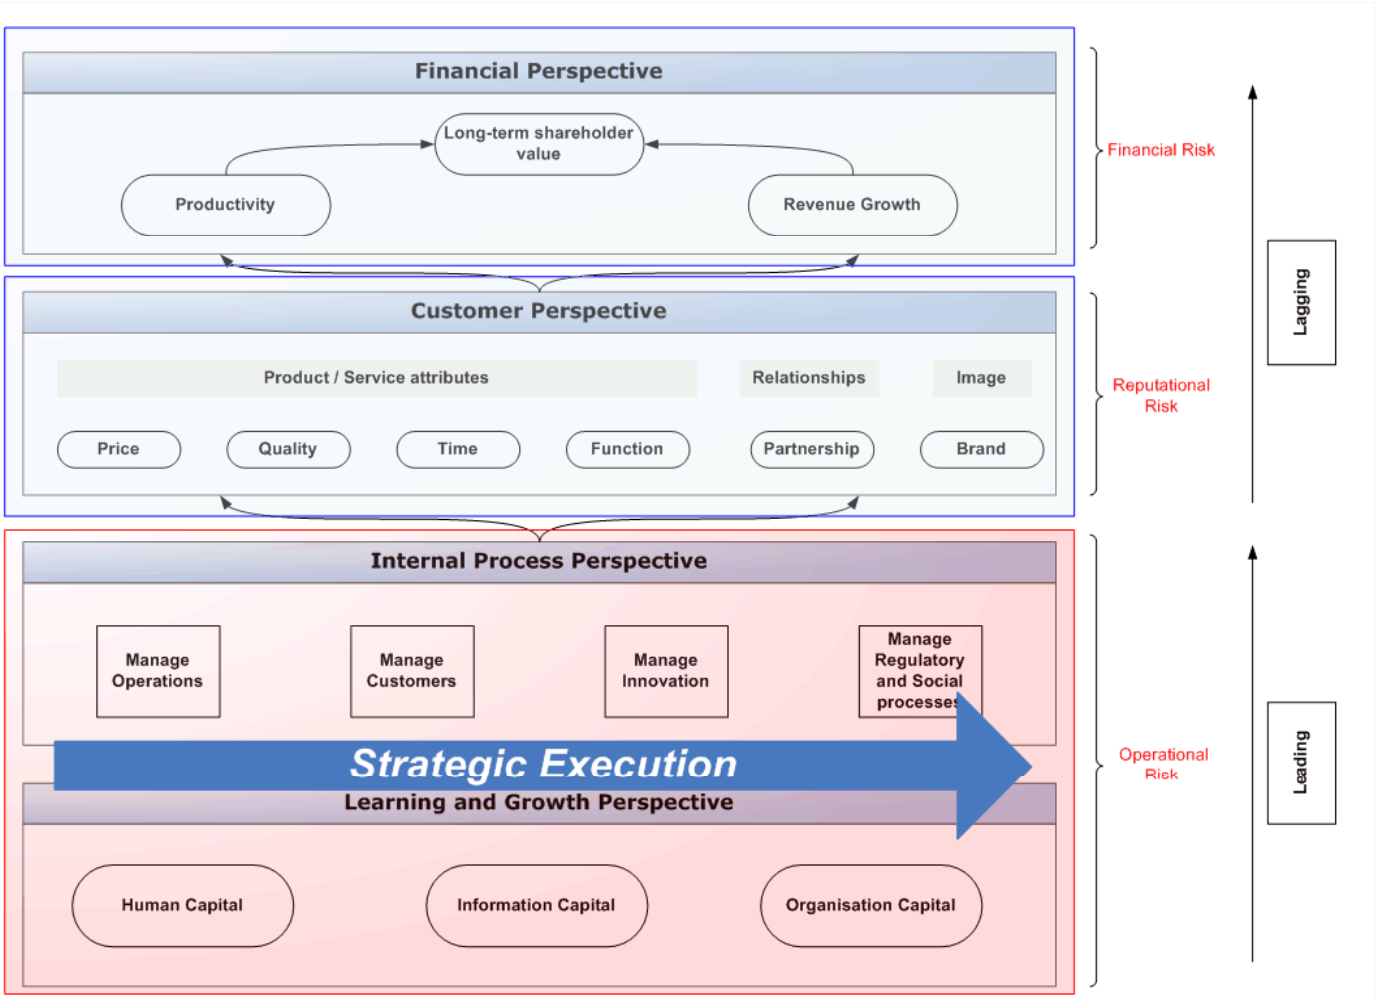 Financial Perspective
Long-term shareholder
value
Productivity
Revenue Growth
Financial Risk
Customer Perspective
Product / Service attributes
Relationships
Image
Price
Quality
Time
Function
Partnership
Brand
Reputational
Risk
Lagging
Internal Process Perspective
Manage
Operations
Manage
Customers
Manage
Innovation
Manage
Regulatory
and Social
processes
Strategic Execution
Learning and Growth Perspective
Human Capital
Information Capital
Organisation Capital
Operational
Risk
Leading